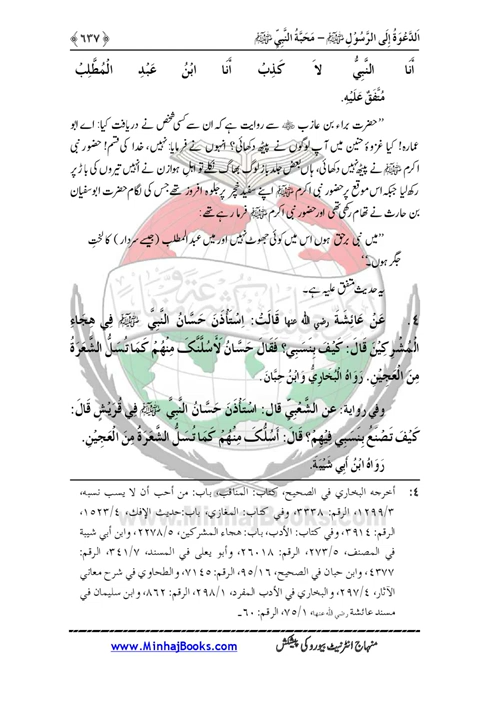 ﴿ ٦٣٧ ﴾ اَلدَّعْوَةُ إِلَى الرَّسُوْلِ ﷺ – مَحَبَّةُ النَّبِيِّ ﷺ
أَنَا النَّبِيُّ لاَ كَذِبُ أَنَا ابْنُ عَبْدِ الْمُطَّلِبُ
مُتَّفَقٌ عَلَيْهِ.
’’حضرت براء بن عازب ﷺ سے روایت ہے کہ ان سے کسی شخص نے دریافت کیا: اے ابو
عمارہ! کیا غزوۂ حنین میں آپ لوگوں نے پیٹھ دکھائی؟ انہوں نے فرمایا: نہیں، خدا کی قسم! حضور نبی
اکرم ﷺ نے پیٹھ نہیں دکھائی، ہاں بعض جلد باز لوگ بھاگ نکلے تو اہل ہوازن نے اُنہیں تیروں کی باڑ پر
رکھ لیا جبکہ اس موقع پر حضور نبی اکرم ﷺ اپنے سفید خچر پر جلوہ افروز تھے جس کی لگام حضرت ابوسفیان
بن حارث نے تھام رکھی تھی اور حضور نبی اکرم ﷺ فرما رہے تھے:
’’میں نبی برحق ہوں اس میں کوئی جھوٹ نہیں اور میں عبد المطلب (جیسے سردار) کا لختِ
جگر ہوں۔‘‘
یہ حدیث متفق علیہ ہے۔
٤. عَنْ عَائِشَةَ رضي الله عنها قَالَتْ: اِسْتَأْذَنَ حَسَّانُ النَّبِيَّ ﷺ فِي هِجَاءِ
الْمُشْرِكِيْنَ قَالَ: كَيْفَ بِنَسَبِي؟ فَقَالَ حَسَّانُ لَأَسُلَّنَّكَ مِنْهُمْ كَمَا تُسَلُّ الشَّعَرَةُ
مِنَ الْعَجِيْنِ. رَوَاهُ الْبُخَارِيُّ وَابْنُ حِبَّانَ.
وفي رواية: عن الشَّعْبِيِّ قَالَ: اسْتَأْذَنَ حَسَّانُ النَّبِيَّ ﷺ فِي قُرَيْشٍ قَالَ:
كَيْفَ تَصْنَعُ بِنَسَبِي فِيْهِمْ؟ قَالَ: أَسُلُّكَ مِنْهُمْ كَمَا تُسَلُّ الشَّعَرَةُ مِنَ الْعَجِيْنِ.
رَوَاهُ ابْنُ أَبِي شَيْبَةَ.
٤: أخرجه البخاري في الصحيح، كتاب: المناقب، باب: من أحب أن لا يسب نسبه،
٣/١٢٩٩، الرقم: ٣٣٣٨، وفي كتاب: المغازي، باب: حديث الإفك، ٤/١٥٢٣،
الرقم: ٣٩١٤، وفي كتاب: الأدب، باب: هجاء المشركين، ٥/٢٢٧٨، وابن أبي شيبة
في المصنف، ٥/٢٧٣، الرقم: ٢٦٠١٨، وأبو يعلى في المسند، ٧/٣٤١، الرقم:
٤٣٧٧، وابن حبان في الصحيح، ١٦/٩٥، الرقم: ٧١٤٥، والطحاوي في شرح معاني
الآثار، ٤/٢٩٧، والبخاري في الأدب المفرد، ١/٢٩٨، الرقم: ٨٦٢، وابن سليمان في
مسند عائشة رضي الله عنها، ١/٧٥، الرقم: ٦٠۔
www.MinhajBooks.com منہاج انٹرنیٹ بیورو کی پیشکش